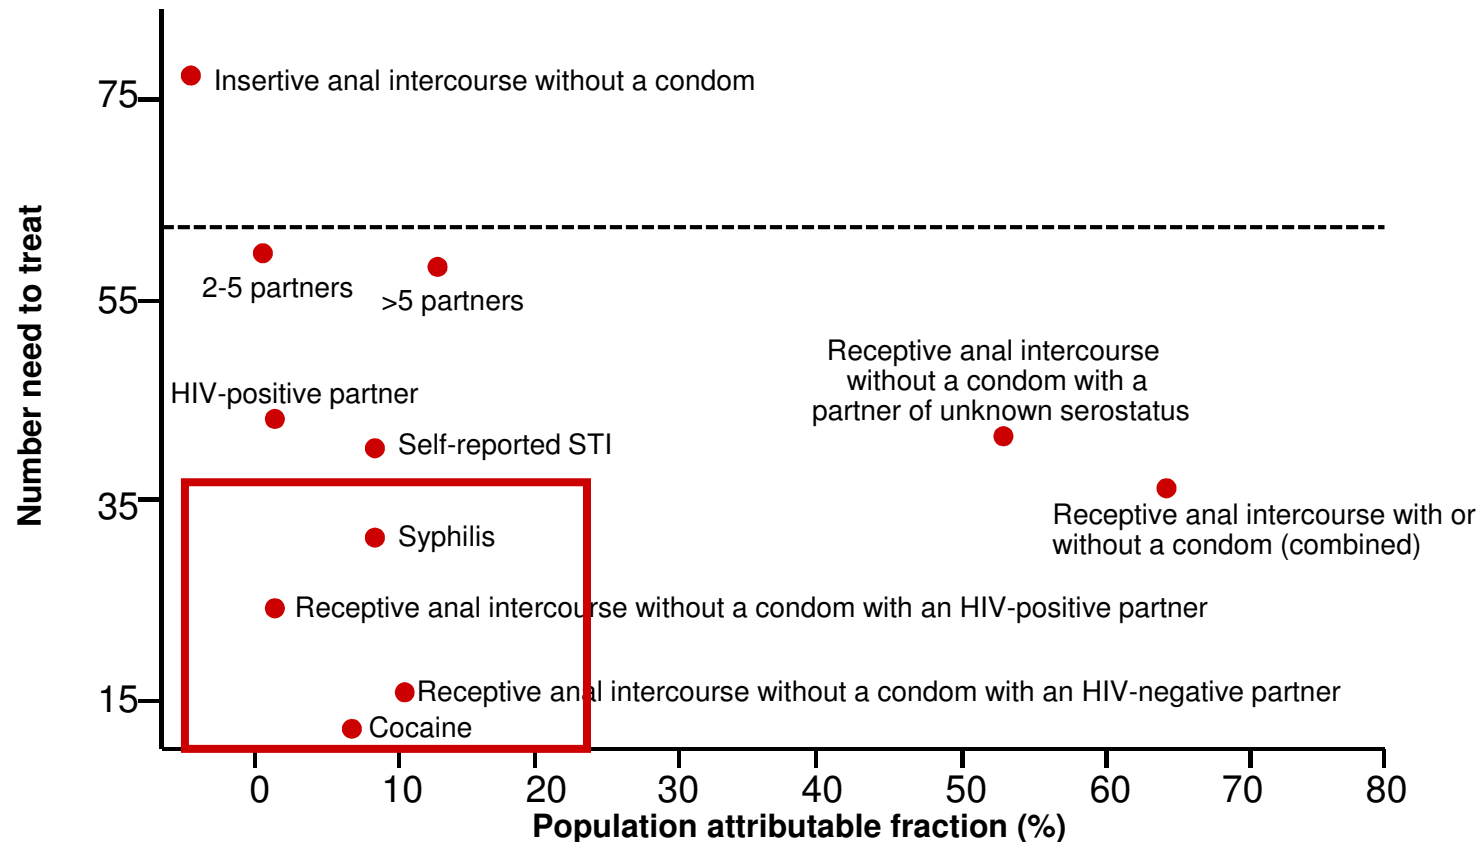 Number need to treat
75
55
35
15
Insertive anal intercourse without a condom
2-5 partners
>5 partners
HIV-positive partner
Self-reported STI
Receptive anal intercourse
without a condom with a
partner of unknown serostatus
Receptive anal intercourse with or
without a condom (combined)
Syphilis
Receptive anal intercourse without a condom with an HIV-positive partner
Receptive anal intercourse without a condom with an HIV-negative partner
Cocaine
0 10 20 30 40 50 60 70 80
Population attributable fraction (%)